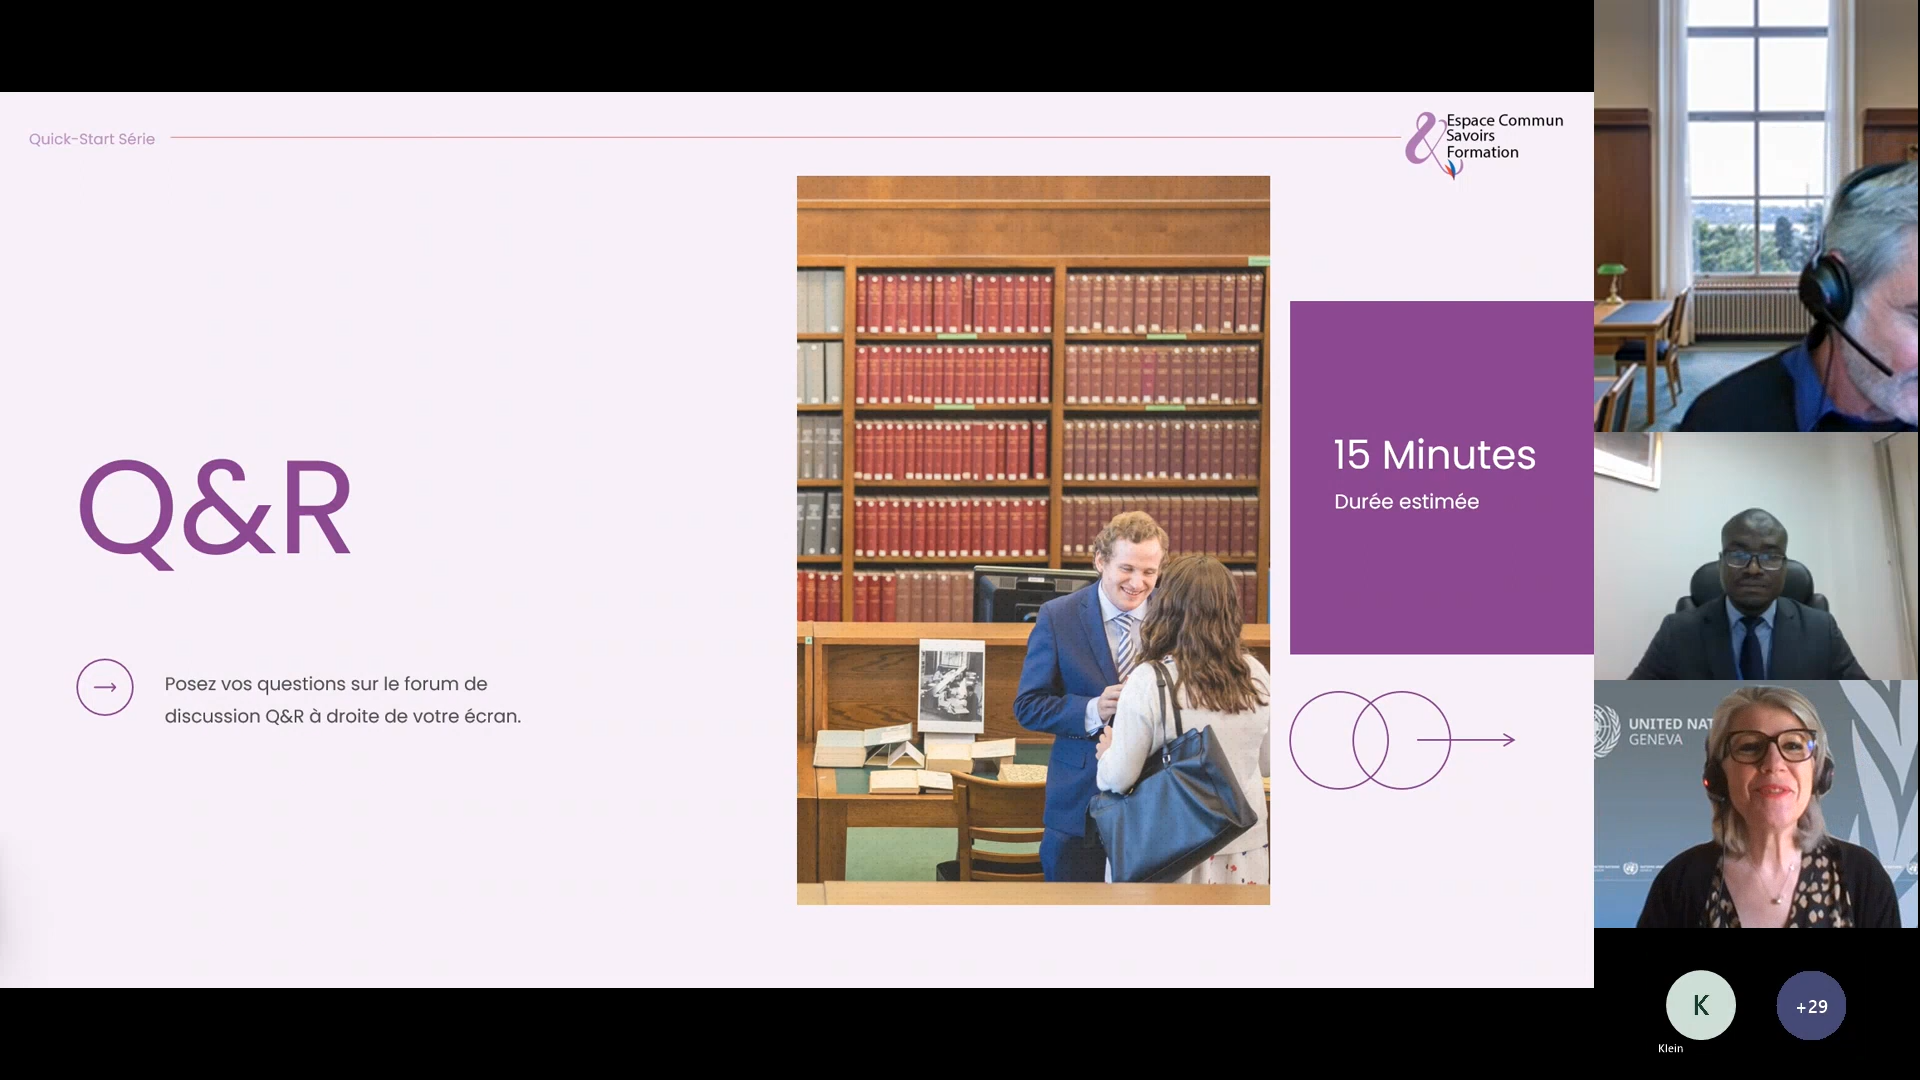 Quick-Start Série
Espace Commun
Savoirs
Formation
Q&R
Posez vos questions sur le forum de
discussion Q&R à droite de votre écran.
15 Minutes
Durée estimée
UNITED NAT
GENEVA
K
Klein
+29